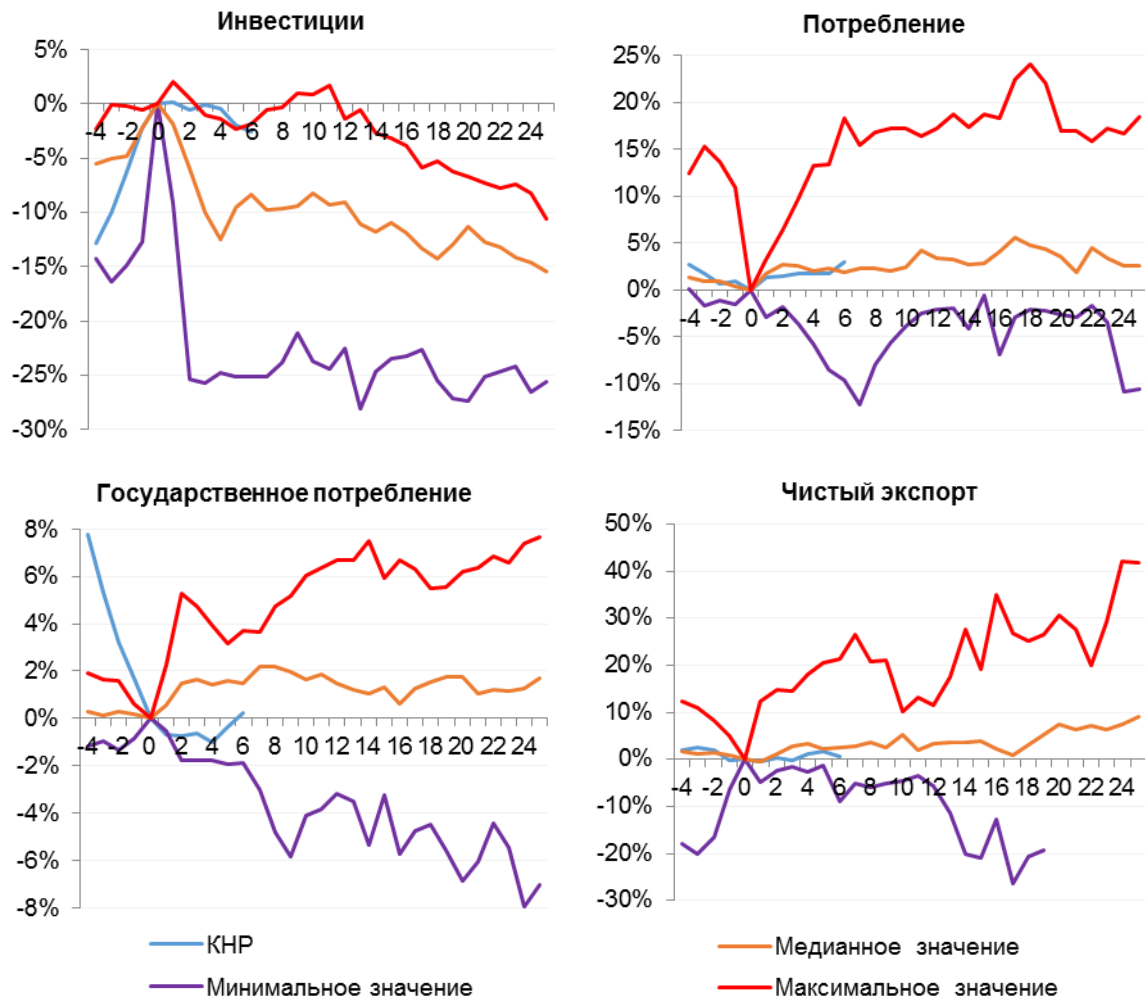 Инвестиции
5%
0%
-5%
-10%
-15%
-20%
-25%
-30%
-4 -2 0 2 4 6 8 10 12 14 16 18 20 22 24
Потребление
25%
20%
15%
10%
5%
0%
-5%
-10%
-15%
-4 -2 0 2 4 6 8 10 12 14 16 18 20 22 24
Государственное потребление
8%
6%
4%
2%
0%
-2%
-4%
-6%
-8%
-4 -2 0 2 4 6 8 10 12 14 16 18 20 22 24
Чистый экспорт
50%
40%
30%
20%
10%
0%
-10%
-20%
-30%
-4 -2 0 2 4 6 8 10 12 14 16 18 20 22 24
КНР
Медианное значение
Минимальное значение
Максимальное значение